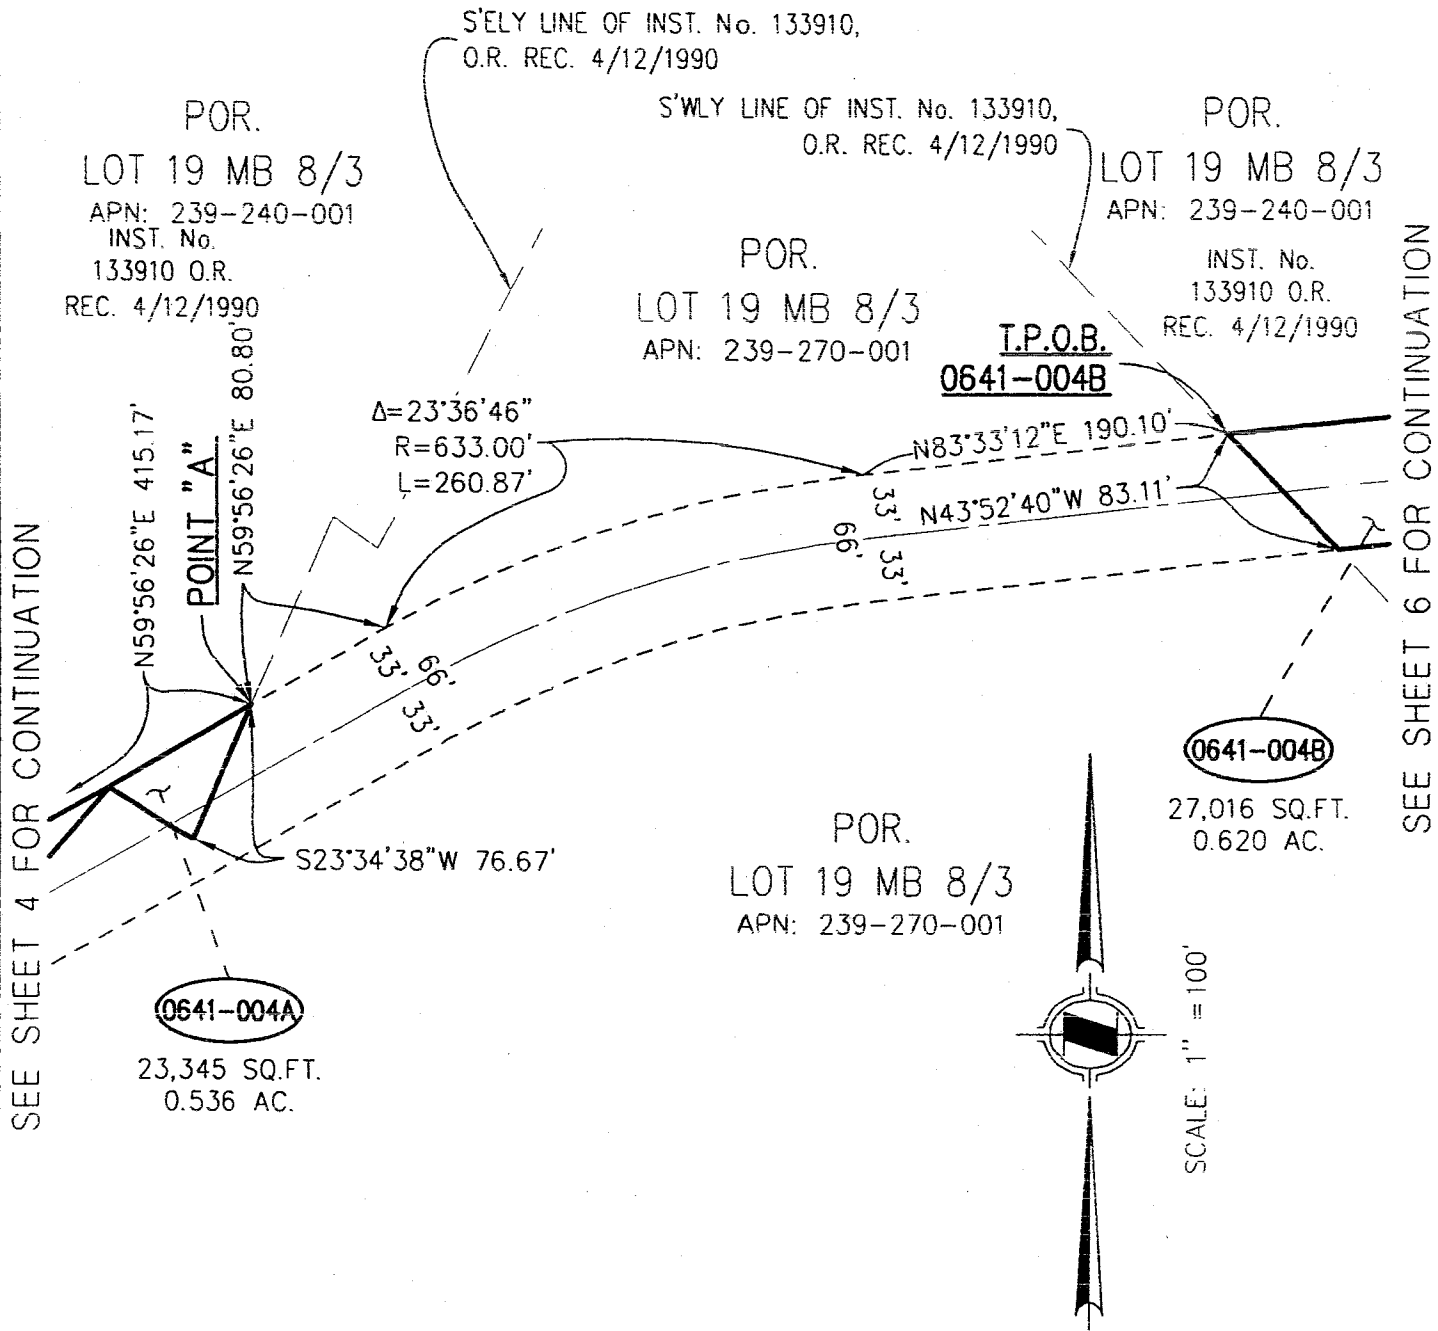 S'ELY LINE OF INST. No. 133910,
O.R. REC. 4/12/1990
S'WLY LINE OF INST. No. 133910,
O.R. REC. 4/12/1990
POR.
LOT 19 MB 8/3
APN: 239-240-001
INST. No.
133910 O.R.
REC. 4/12/1990
POR.
LOT 19 MB 8/3
APN: 239-270-001
POR.
LOT 19 MB 8/3
APN: 239-240-001
INST. No.
133910 O.R.
REC. 4/12/1990
T.P.O.B.
0641-004B
Δ=23°36'46"
R=633.00'
L=260.87'
N83°33'12"E 190.10'
N43°52'40"W 83.11'
33'
66'
33'
N59°56'26"E 415.17'
POINT "A"
N59°56'26"E 80.80'
33'
66'
33'
S23°34'38"W 76.67'
SEE SHEET 4 FOR CONTINUATION
SEE SHEET 6 FOR CONTINUATION
0641-004B
27,016 SQ.FT.
0.620 AC.
POR.
LOT 19 MB 8/3
APN: 239-270-001
0641-004A
23,345 SQ.FT.
0.536 AC.
SCALE: 1" = 100'